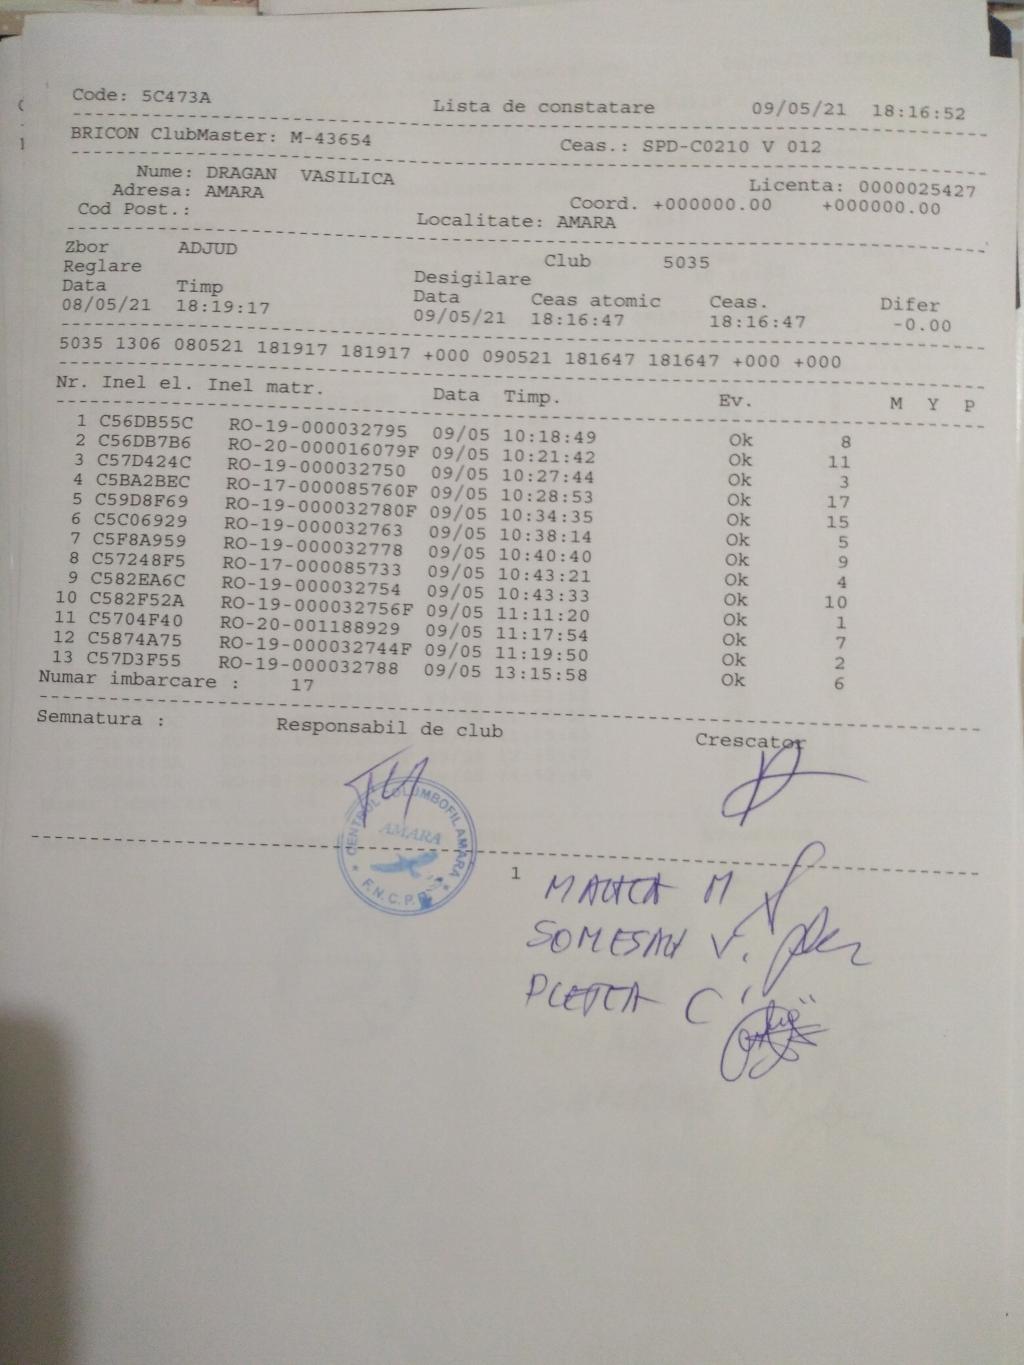 Code: 5C473A Lista de constatare 09/05/21 18:16:52
BRICON ClubMaster: M-43654 Ceas.: SPD-C0210 V 012
Nume: DRAGAN VASILICA Licenta: 0000025427
Adresa: AMARA Coord. +000000.00 +000000.00
Cod Post.: Localitate: AMARA
Zbor ADJUD Club 5035
Reglare Desigilare
Data Timp Data Ceas atomic Ceas. Difer
08/05/21 18:19:17 09/05/21 18:16:47 18:16:47 -0.00
5035 1306 080521 181917 181917 +000 090521 181647 181647 +000 +000
Nr. Inel el. Inel matr. Data Timp. Ev. M Y P
1 C56DB55C RO-19-000032795 09/05 10:18:49 Ok 8
2 C56DB7B6 RO-20-000016079F 09/05 10:21:42 Ok 11
3 C57D424C RO-19-000032750 09/05 10:27:44 Ok 3
4 C5BA2BEC RO-17-000085760F 09/05 10:28:53 Ok 17
5 C59D8F69 RO-19-000032780F 09/05 10:34:35 Ok 15
6 C5C06929 RO-19-000032763 09/05 10:38:14 Ok 5
7 C5F8A959 RO-19-000032778 09/05 10:40:40 Ok 9
8 C57248F5 RO-17-000085733 09/05 10:43:21 Ok 4
9 C582EA6C RO-19-000032754 09/05 10:43:33 Ok 10
10 C582F52A RO-19-000032756F 09/05 11:11:20 Ok 1
11 C5704F40 RO-20-001188929 09/05 11:17:54 Ok 7
12 C5874A75 RO-19-000032744F 09/05 11:19:50 Ok 2
13 C57D3F55 RO-19-000032788 09/05 13:15:58 Ok 6
Numar imbarcare : 17
Semnatura : Responsabil de club Crescator
CENTRUL COLUMBOFIL AMARA
AMARA
F.N.C.P.R.
1
M
SOMESAN V.
PLETEA C